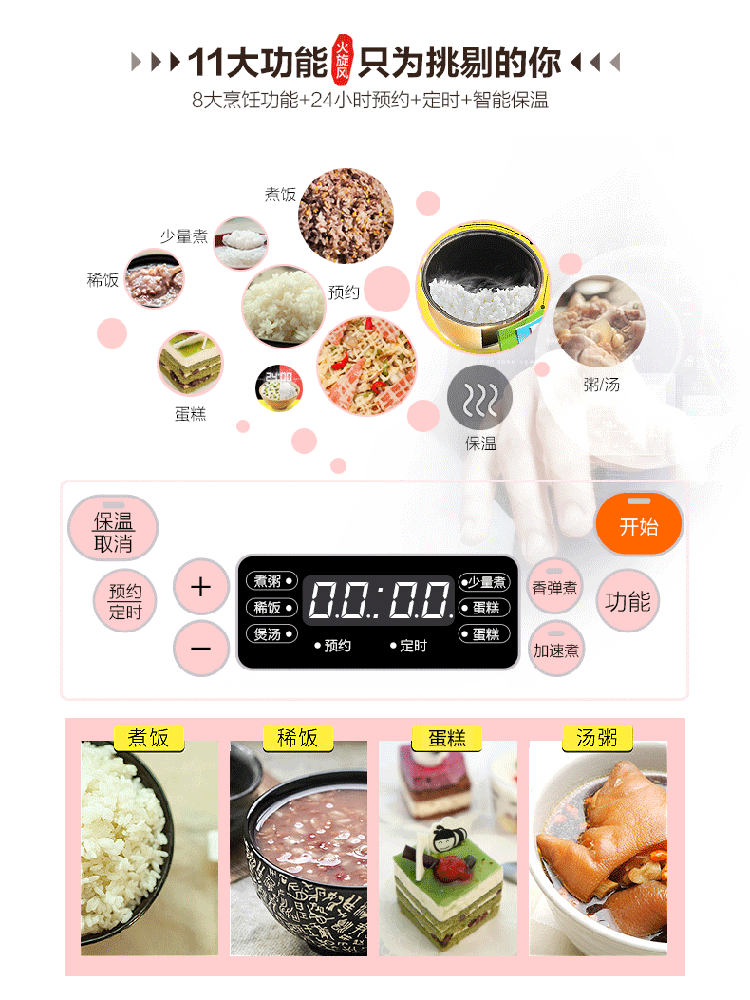 11大功能 火旋风 只为挑剔的你
8大烹饪功能+24小时预约+定时+智能保温
煮饭
少量煮
稀饭
预约
24:00
蛋糕
粥/汤
保温
保温
取消
开始
预约
定时
+
−
煮粥
稀饭
煲汤
00:00
少量煮
蛋糕
蛋糕
预约
定时
香弹煮
加速煮
功能
煮饭
稀饭
蛋糕
汤粥